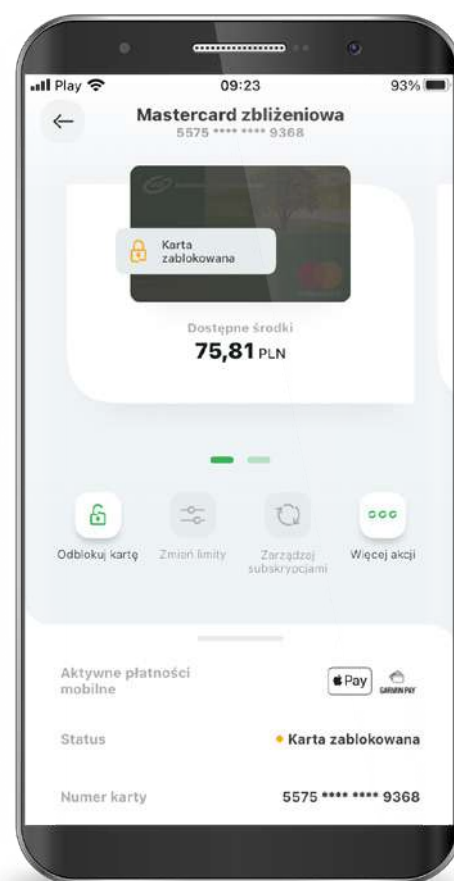 Play
09:23
93%
Mastercard zbliżeniowa
5575 **** **** 9368
Karta
zablokowana
Dostępne środki
75,81 PLN
Odblokuj kartę
Zmień limity
Zarządzaj
subskrypcjami
Więcej akcji
Aktywne płatności
mobilne
Pay
GARMIN PAY
Status
Karta zablokowana
Numer karty
5575 **** **** 9368